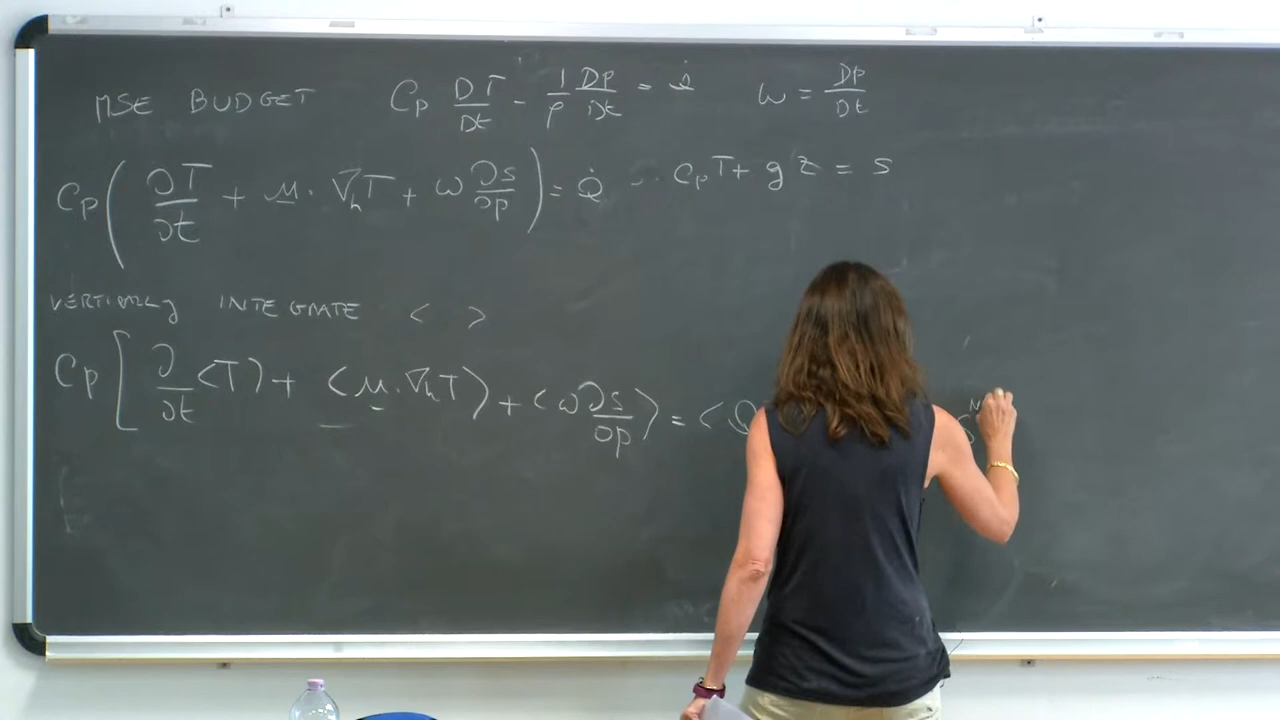 MSE BUDGET Cp DT/Dt - 1/ρ DP/Dt = Q̇ ω = DP/Dt
Cp ( ∂T/∂t + u · ∇hT + ω ∂s/∂p ) = Q̇ CpT + gz = s
VERTICALLY INTEGRATE < >
Cp [ ∂/∂t <T> + <u · ∇hT> + <ω ∂s/∂p> = <Q